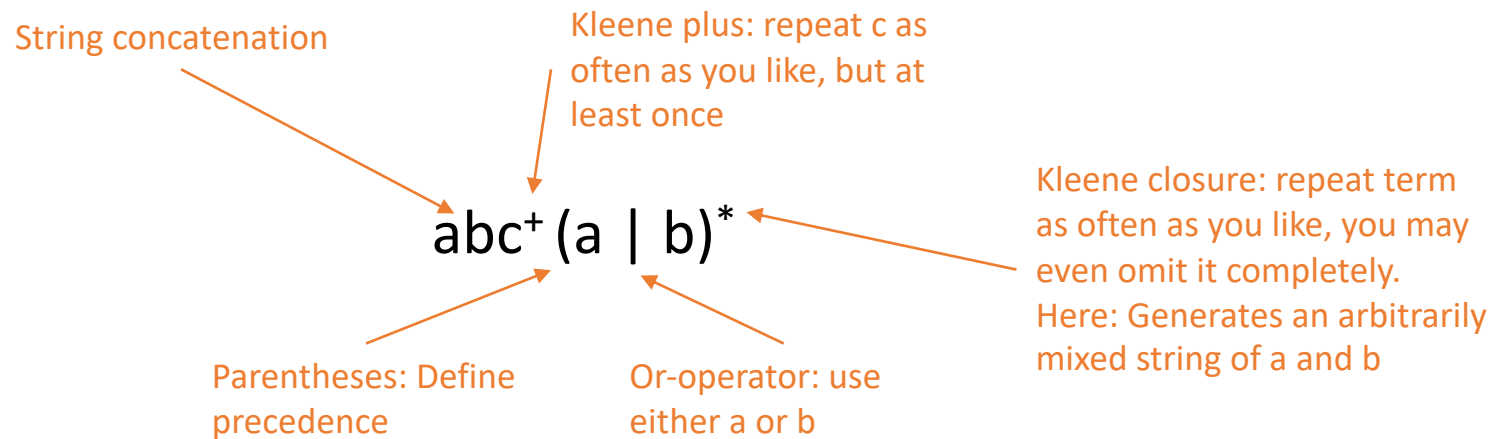 String concatenation
Kleene plus: repeat c as
often as you like, but at
least once
abc⁺ (a | b)*
Kleene closure: repeat term
as often as you like, you may
even omit it completely.
Here: Generates an arbitrarily
mixed string of a and b
Parentheses: Define
precedence
Or-operator: use
either a or b